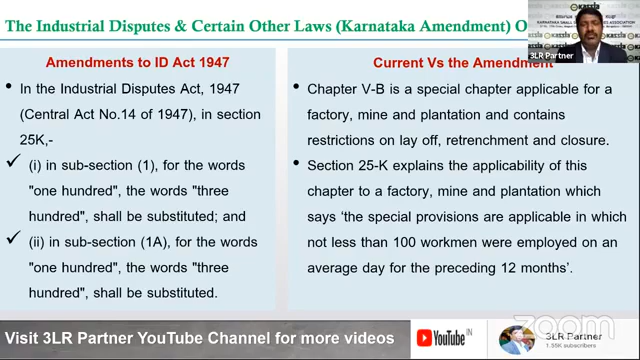 The Industrial Disputes & Certain Other Laws (Karnataka Amendment) O
Amendments to ID Act 1947
• In the Industrial Disputes Act, 1947
(Central Act No.14 of 1947), in section
25K,-
✓ (i) in sub-section (1), for the words
"one hundred", the words "three
hundred", shall be substituted; and
✓ (ii) in sub-section (1A), for the words
"one hundred", the words "three
hundred", shall be substituted.
Current Vs the Amendment
• Chapter V-B is a special chapter applicable for a
factory, mine and plantation and contains
restrictions on lay off, retrenchment and closure.
• Section 25-K explains the applicability of this
chapter to a factory, mine and plantation which
says ‘the special provisions are applicable in which
not less than 100 workmen were employed on an
average day for the preceding 12 months’.
KASSIA
3LR Partner
Visit 3LR Partner YouTube Channel for more videos
YouTube IN
3LR Partner
1.56K subscribers
zoom